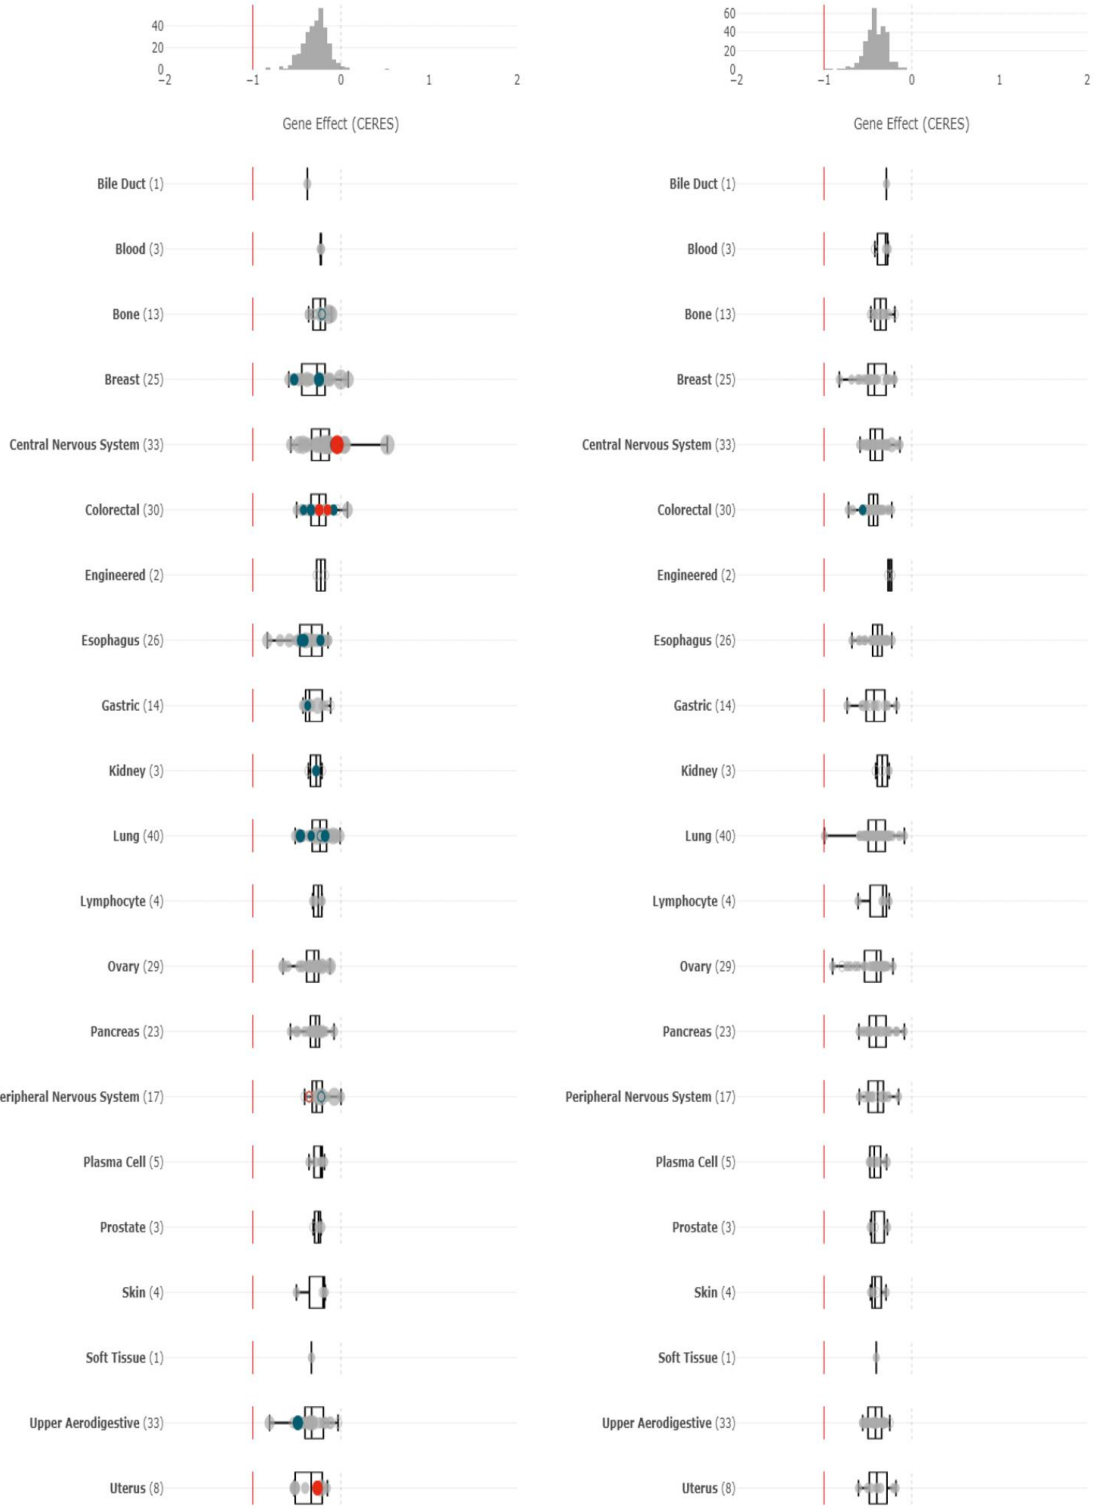 40
20
0
−2 −1 0 1 2
Gene Effect (CERES)
Bile Duct (1)
Blood (3)
Bone (13)
Breast (25)
Central Nervous System (33)
Colorectal (30)
Engineered (2)
Esophagus (26)
Gastric (14)
Kidney (3)
Lung (40)
Lymphocyte (4)
Ovary (29)
Pancreas (23)
eripheral Nervous System (17)
Plasma Cell (5)
Prostate (3)
Skin (4)
Soft Tissue (1)
Upper Aerodigestive (33)
Uterus (8)
60
40
20
0
−2 −1 0 1 2
Gene Effect (CERES)
Bile Duct (1)
Blood (3)
Bone (13)
Breast (25)
Central Nervous System (33)
Colorectal (30)
Engineered (2)
Esophagus (26)
Gastric (14)
Kidney (3)
Lung (40)
Lymphocyte (4)
Ovary (29)
Pancreas (23)
Peripheral Nervous System (17)
Plasma Cell (5)
Prostate (3)
Skin (4)
Soft Tissue (1)
Upper Aerodigestive (33)
Uterus (8)